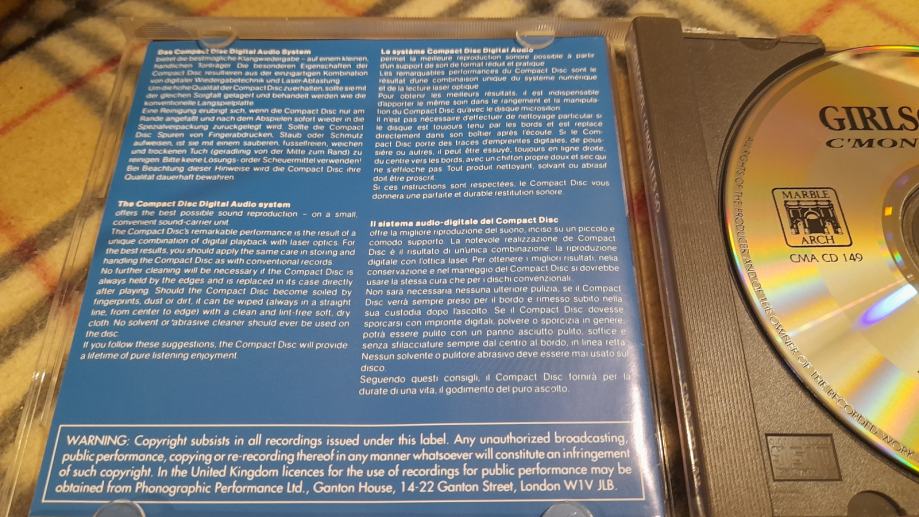 Das Compact Disc Digital Audio System
bietet die bestmögliche Klangwiedergabe - auf einem kleinen,
handlichen Tonträger. Die besonderen Eigenschaften der
Compact Disc resultieren aus der einzigartigen Kombination
von digitaler Wiedergabetechnik und Laser-Abtastung.
Um die hohe Qualität der Compact Disc zu erhalten, sollte sie mit
der gleichen Sorgfalt gelagert und behandelt werden wie die
konventionelle Langspielplatte.
Eine Reinigung erübrigt sich, wenn die Compact Disc nur am
Rande angefaßt und nach dem Abspielen sofort wieder in die
Spezialverpackung zurückgelegt wird. Sollte die Compact
Disc Spuren von Fingerabdrücken, Staub oder Schmutz
aufweisen, ist sie mit einem sauberen, fusselfreien, weichen
und trockenen Tuch (geradlinig von der Mitte zum Rand) zu
reinigen. Bitte keine Lösungs- oder Scheuermittel verwenden!
Bei Beachtung dieser Hinweise wird die Compact Disc ihre
Qualität dauerhaft bewahren.
The Compact Disc Digital Audio system
offers the best possible sound reproduction - on a small,
convenient sound-carrier unit.
The Compact Disc's remarkable performance is the result of a
unique combination of digital playback with laser optics. For
the best results, you should apply the same care in storing and
handling the Compact Disc as with conventional records.
No further cleaning will be necessary if the Compact Disc is
always held by the edges and is replaced in its case directly
after playing. Should the Compact Disc become soiled by
fingerprints, dust or dirt, it can be wiped (always in a straight
line, from center to edge) with a clean and lint-free soft, dry
cloth. No solvent or abrasive cleaner should ever be used on
the disc.
If you follow these suggestions, the Compact Disc will provide
a lifetime of pure listening enjoyment.
Le système Compact Disc Digital Audio
permet la meilleure reproduction sonore possible à partir
d'un support de son de format réduit et pratique.
Les remarquables performances du Compact Disc sont le
résultat d'une combinaison unique du système numérique
et de la lecture laser optique.
Pour obtenir les meilleurs résultats, il est indispensable
d'apporter le même soin dans le rangement et la manipula-
tion du Compact Disc qu'avec le disque microsillon.
Il n'est pas nécessaire d'effectuer de nettoyage particulier si
le disque est toujours tenu par les bords et est replacé
directement dans son boîtier après l'écoute. Si le Com-
pact Disc porte des traces d'empreintes digitales, de pous-
sière ou autres, il peut être essuyé, toujours en ligne droite,
du centre vers les bords, avec un chiffon propre doux et sec qui
ne s'effiloche pas. Tout produit nettoyant, solvant ou abrasif
doit être proscrit.
Si ces instructions sont respectées, le Compact Disc vous
donnera une parfaite et durable restitution sonore.
Il sistema audio-digitale del Compact Disc
offre la migliore riproduzione del suono, inciso su un piccolo e
comodo supporto. La notevole realizzazione de Compact
Disc è il risultato di un'unica combinazione: la riproduzione
digitale con l'ottica laser. Per ottenere i migliori risultati, nella
conservazione e nel maneggio del Compact Disc si dovrebbe
usare la stessa cura che per i dischi convenzionali.
Non sarà necessaria nessuna ulteriore pulizia, se il Compact
Disc verrà sempre preso per il bordo e rimesso subito nella
sua custodia dopo l'ascolto. Se il Compact Disc dovesse
sporcarsi con impronte digitali, polvere o sporcizia in genere,
potrà essere pulito con un panno asciutto pulito, soffice e
senza sfilacciature sempre dal centro al bordo, in linea retta.
Nessun solvente o pulitore abrasivo deve essere mai usato sul
disco.
Seguendo questi consigli, il Compact Disc fornirà per la
durata di una vita, il godimento del puro ascolto.
WARNING: Copyright subsists in all recordings issued under this label. Any unauthorized broadcasting,
public performance, copying or re-recording thereof in any manner whatsoever will constitute an infringement
of such copyright. In the United Kingdom licences for the use of recordings for public performance may be
obtained from Phonographic Performance Ltd., Ganton House, 14-22 Ganton Street, London W1V 1LB.
GIRLS
C'MON
MARBLE
ARCH
CMA CD 149
ALL RIGHTS OF THE PRODUCER AND OF THE OWNER OF THE RECORDED WORK